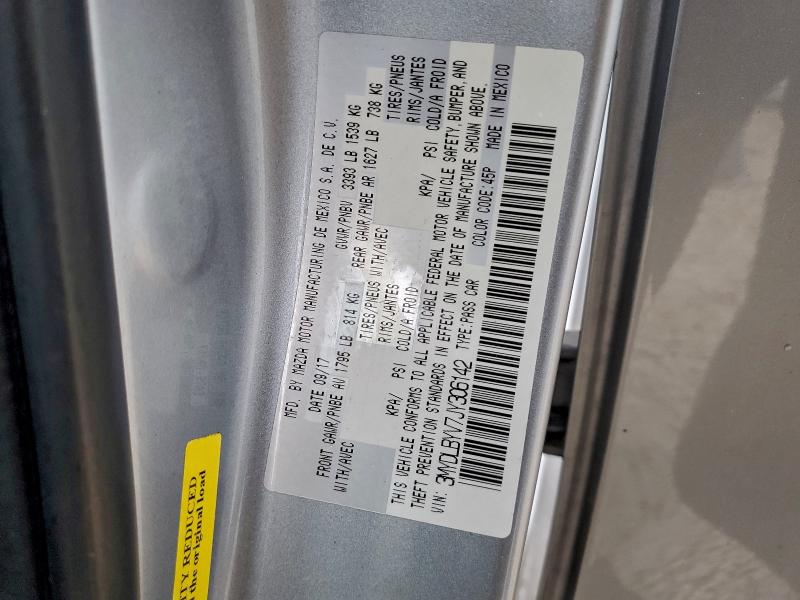 MFD. BY MAZDA MOTOR MANUFACTURING DE MEXICO S.A. DE C.V.
DATE 09/17 GVWR/PNBV 3393 LB 1539 KG
FRONT GAWR/PNBE AV 1795 LB 814 KG REAR GAWR/PNBE AR 1627 LB 738 KG
WITH/AVEC TIRES/PNEUS WITH/AVEC TIRES/PNEUS
RIMS/JANTES RIMS/JANTES
KPA/ PSI COLD/A FROID KPA/ PSI COLD/A FROID
THIS VEHICLE CONFORMS TO ALL APPLICABLE FEDERAL MOTOR VEHICLE SAFETY, BUMPER, AND
THEFT PREVENTION STANDARDS IN EFFECT ON THE DATE OF MANUFACTURE SHOWN ABOVE.
VIN: 3MYDLBYV7JY306142 TYPE:PASS CAR COLOR CODE:45P MADE IN MEXICO
REDUCED
the original load